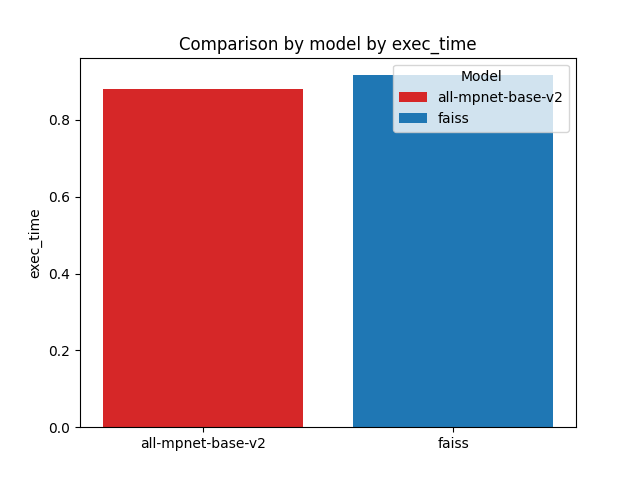 Comparison by model by exec_time
Model
all-mpnet-base-v2
faiss
exec_time
0.8
0.6
0.4
0.2
0.0
all-mpnet-base-v2
faiss